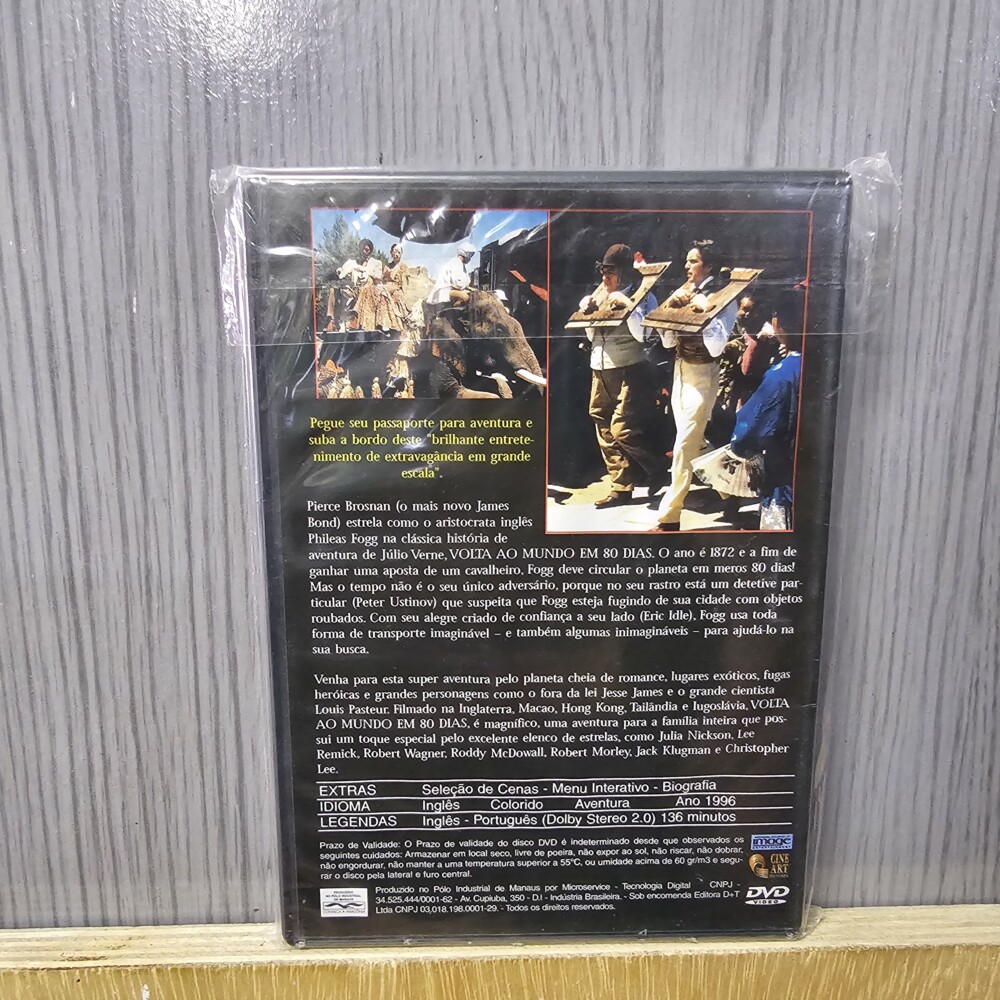 Pegue seu passaporte para aventura e
suba a bordo deste "brilhante entrete-
nimento de extravagância em grande
escala".
Pierce Brosnan (o mais novo James
Bond) estrela como o aristocrata inglês
Phileas Fogg na clássica história de
aventura de Júlio Verne, VOLTA AO MUNDO EM 80 DIAS. O ano é 1872 e a fim de
ganhar uma aposta de um cavalheiro, Fogg deve circular o planeta em meros 80 dias!
Mas o tempo não é o seu único adversário, porque no seu rastro está um detetive par-
ticular (Peter Ustinov) que suspeita que Fogg esteja fugindo de sua cidade com objetos
roubados. Com seu alegre criado de confiança a seu lado (Eric Idle), Fogg usa toda
forma de transporte imaginável – e também algumas inimagináveis – para ajudá-lo na
sua busca.
Venha para esta super aventura pelo planeta cheia de romance, lugares exóticos, fugas
heróicas e grandes personagens como o fora da lei Jesse James e o grande cientista
Louis Pasteur. Filmado na Inglaterra, Macao, Hong Kong, Tailândia e Iugoslávia, VOLTA
AO MUNDO EM 80 DIAS, é magnífico, uma aventura para a família inteira que pos-
sui um toque especial pelo excelente elenco de estrelas, como Julia Nickson, Lee
Remick, Robert Wagner, Roddy McDowall, Robert Morley, Jack Klugman e Christopher
Lee.
EXTRAS Seleção de Cenas - Menu Interativo - Biografia
IDIOMA Inglês Colorido Aventura Ano 1996
LEGENDAS Inglês - Português (Dolby Stereo 2.0) 136 minutos
Prazo de Validade: O Prazo de validade do disco DVD é indeterminado desde que observados os
seguintes cuidados: Armazenar em local seco, livre de poeira, não expor ao sol, não riscar, não dobrar,
não engordurar, não manter a uma temperatura superior a 55°C, ou umidade acima de 60 gr/m3 e segu-
rar o disco pela lateral e furo central.
image
ENTERTAINMENT
CINE
ART
PRODUZIDO
NO PÓLO INDUSTRIAL
DE MANAUS
CONHEÇA A AMAZÔNIA
Produzido no Pólo Industrial de Manaus por Microservice - Tecnologia Digital CNPJ -
34.525.444/0001-62 - Av. Cupiuba, 350 - D.I - Indústria Brasileira. - Sob encomenda Editora D+T
Ltda CNPJ 03,018.198.0001-29. - Todos os direitos reservados.
DVD
VIDEO